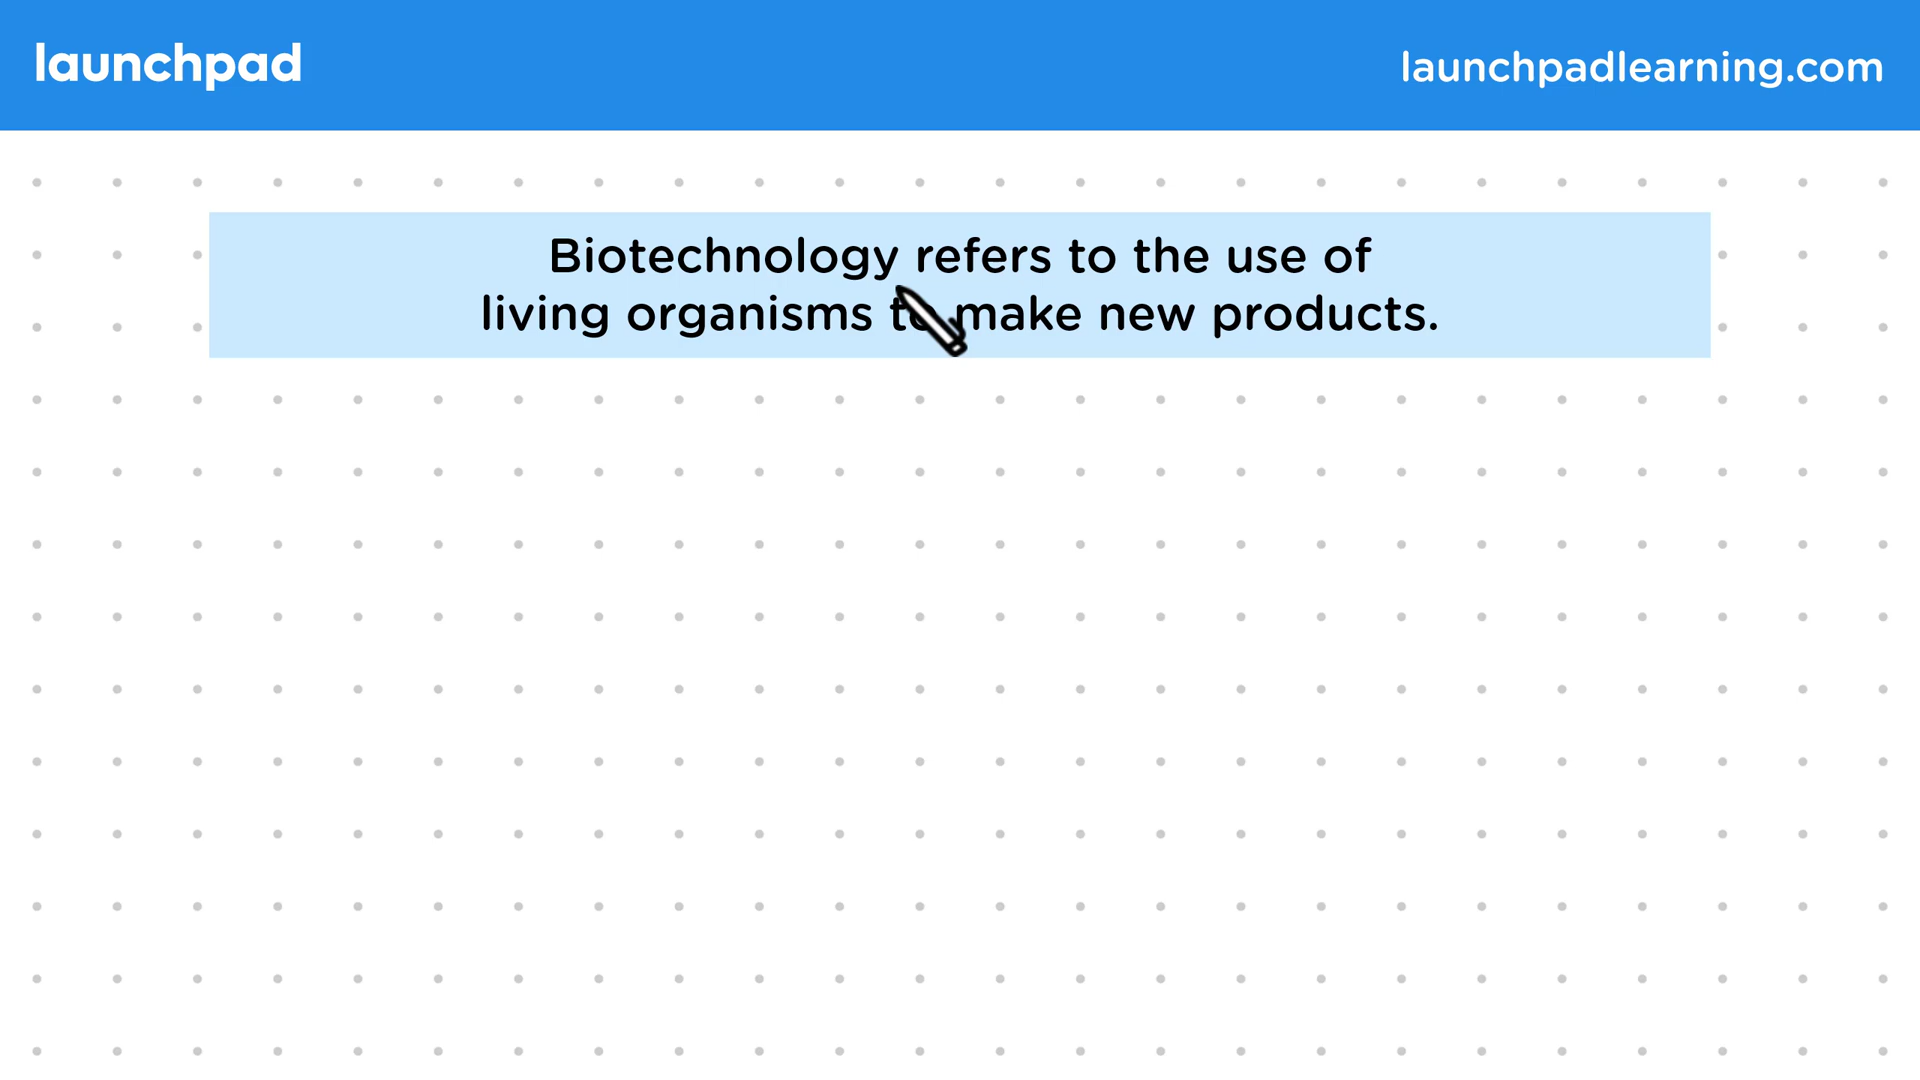 launchpad
launchpadlearning.com
Biotechnology refers to the use of
living organisms to make new products.